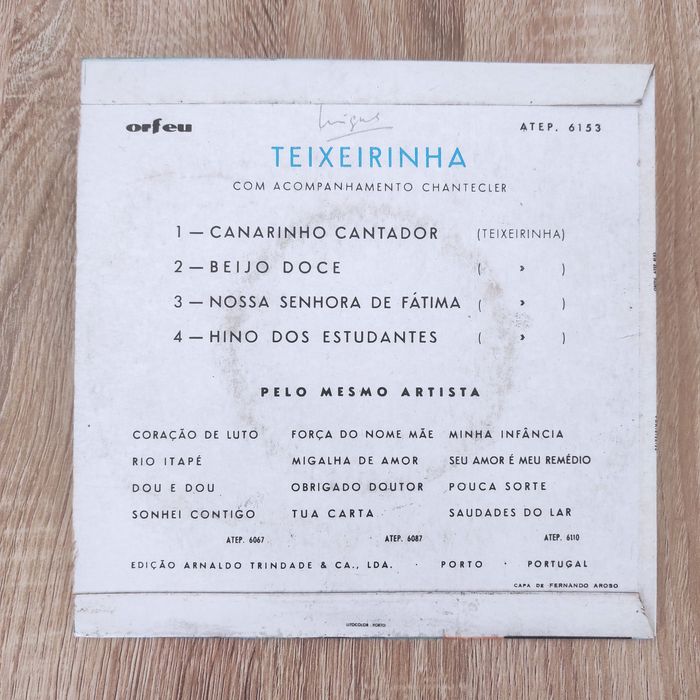 orfeu ATEP. 6153
TEIXEIRINHA
COM ACOMPANHAMENTO CHANTECLER
1 — CANARINHO CANTADOR (TEIXEIRINHA)
2 — BEIJO DOCE ( » )
3 — NOSSA SENHORA DE FÁTIMA ( » )
4 — HINO DOS ESTUDANTES ( » )
PELO MESMO ARTISTA
CORAÇÃO DE LUTO FORÇA DO NOME MÃE MINHA INFÂNCIA
RIO ITAPÉ MIGALHA DE AMOR SEU AMOR É MEU REMÉDIO
DOU E DOU OBRIGADO DOUTOR POUCA SORTE
SONHEI CONTIGO TUA CARTA SAUDADES DO LAR
ATEP. 6067 ATEP. 6087 ATEP. 6110
EDIÇÃO ARNALDO TRINDADE & CA., LDA. · PORTO · PORTUGAL
CAPA DE FERNANDO AROSO
LITOCOLOR - PORTO